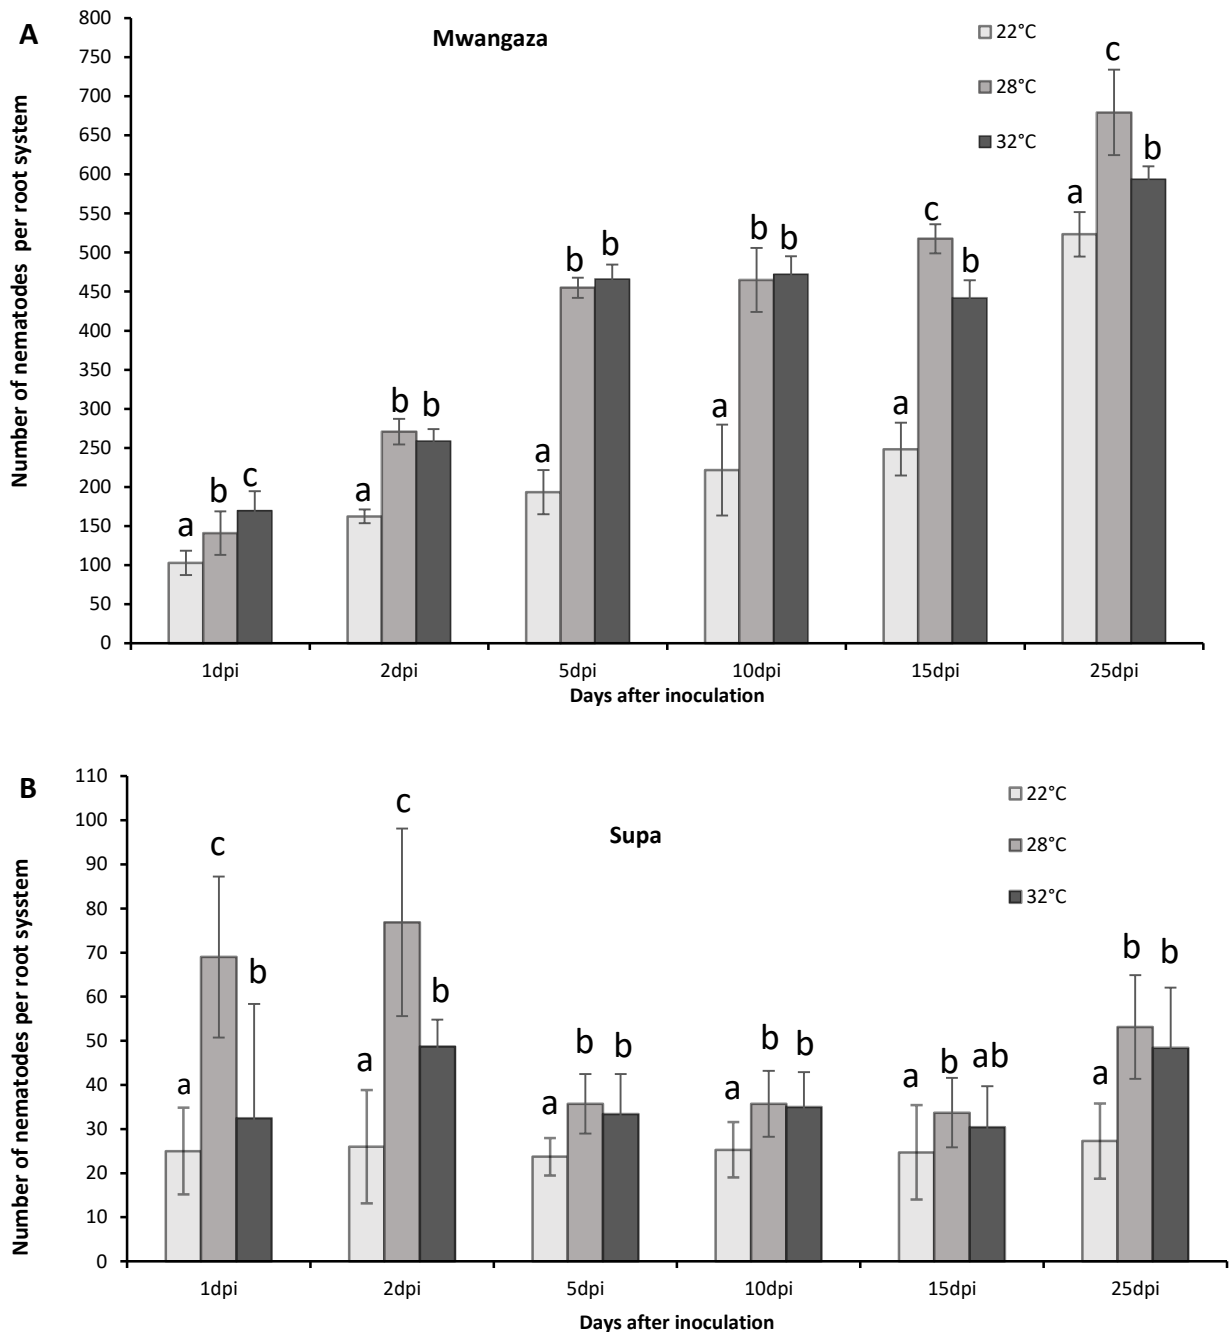 A
Mwangaza
22°C
28°C
32°C
Number of nematodes per root system
800
750
700
650
600
550
500
450
400
350
300
250
200
150
100
50
0
a b c
a b b
a b b
a b b
a c b
a c b
1dpi 2dpi 5dpi 10dpi 15dpi 25dpi
Days after inoculation
B
Supa
22°C
28°C
32°C
Number of nematodes per root sysstem
110
100
90
80
70
60
50
40
30
20
10
0
a c b
a c b
a b b
a b b
a b ab
a b b
1dpi 2dpi 5dpi 10dpi 15dpi 25dpi
Days after inoculation